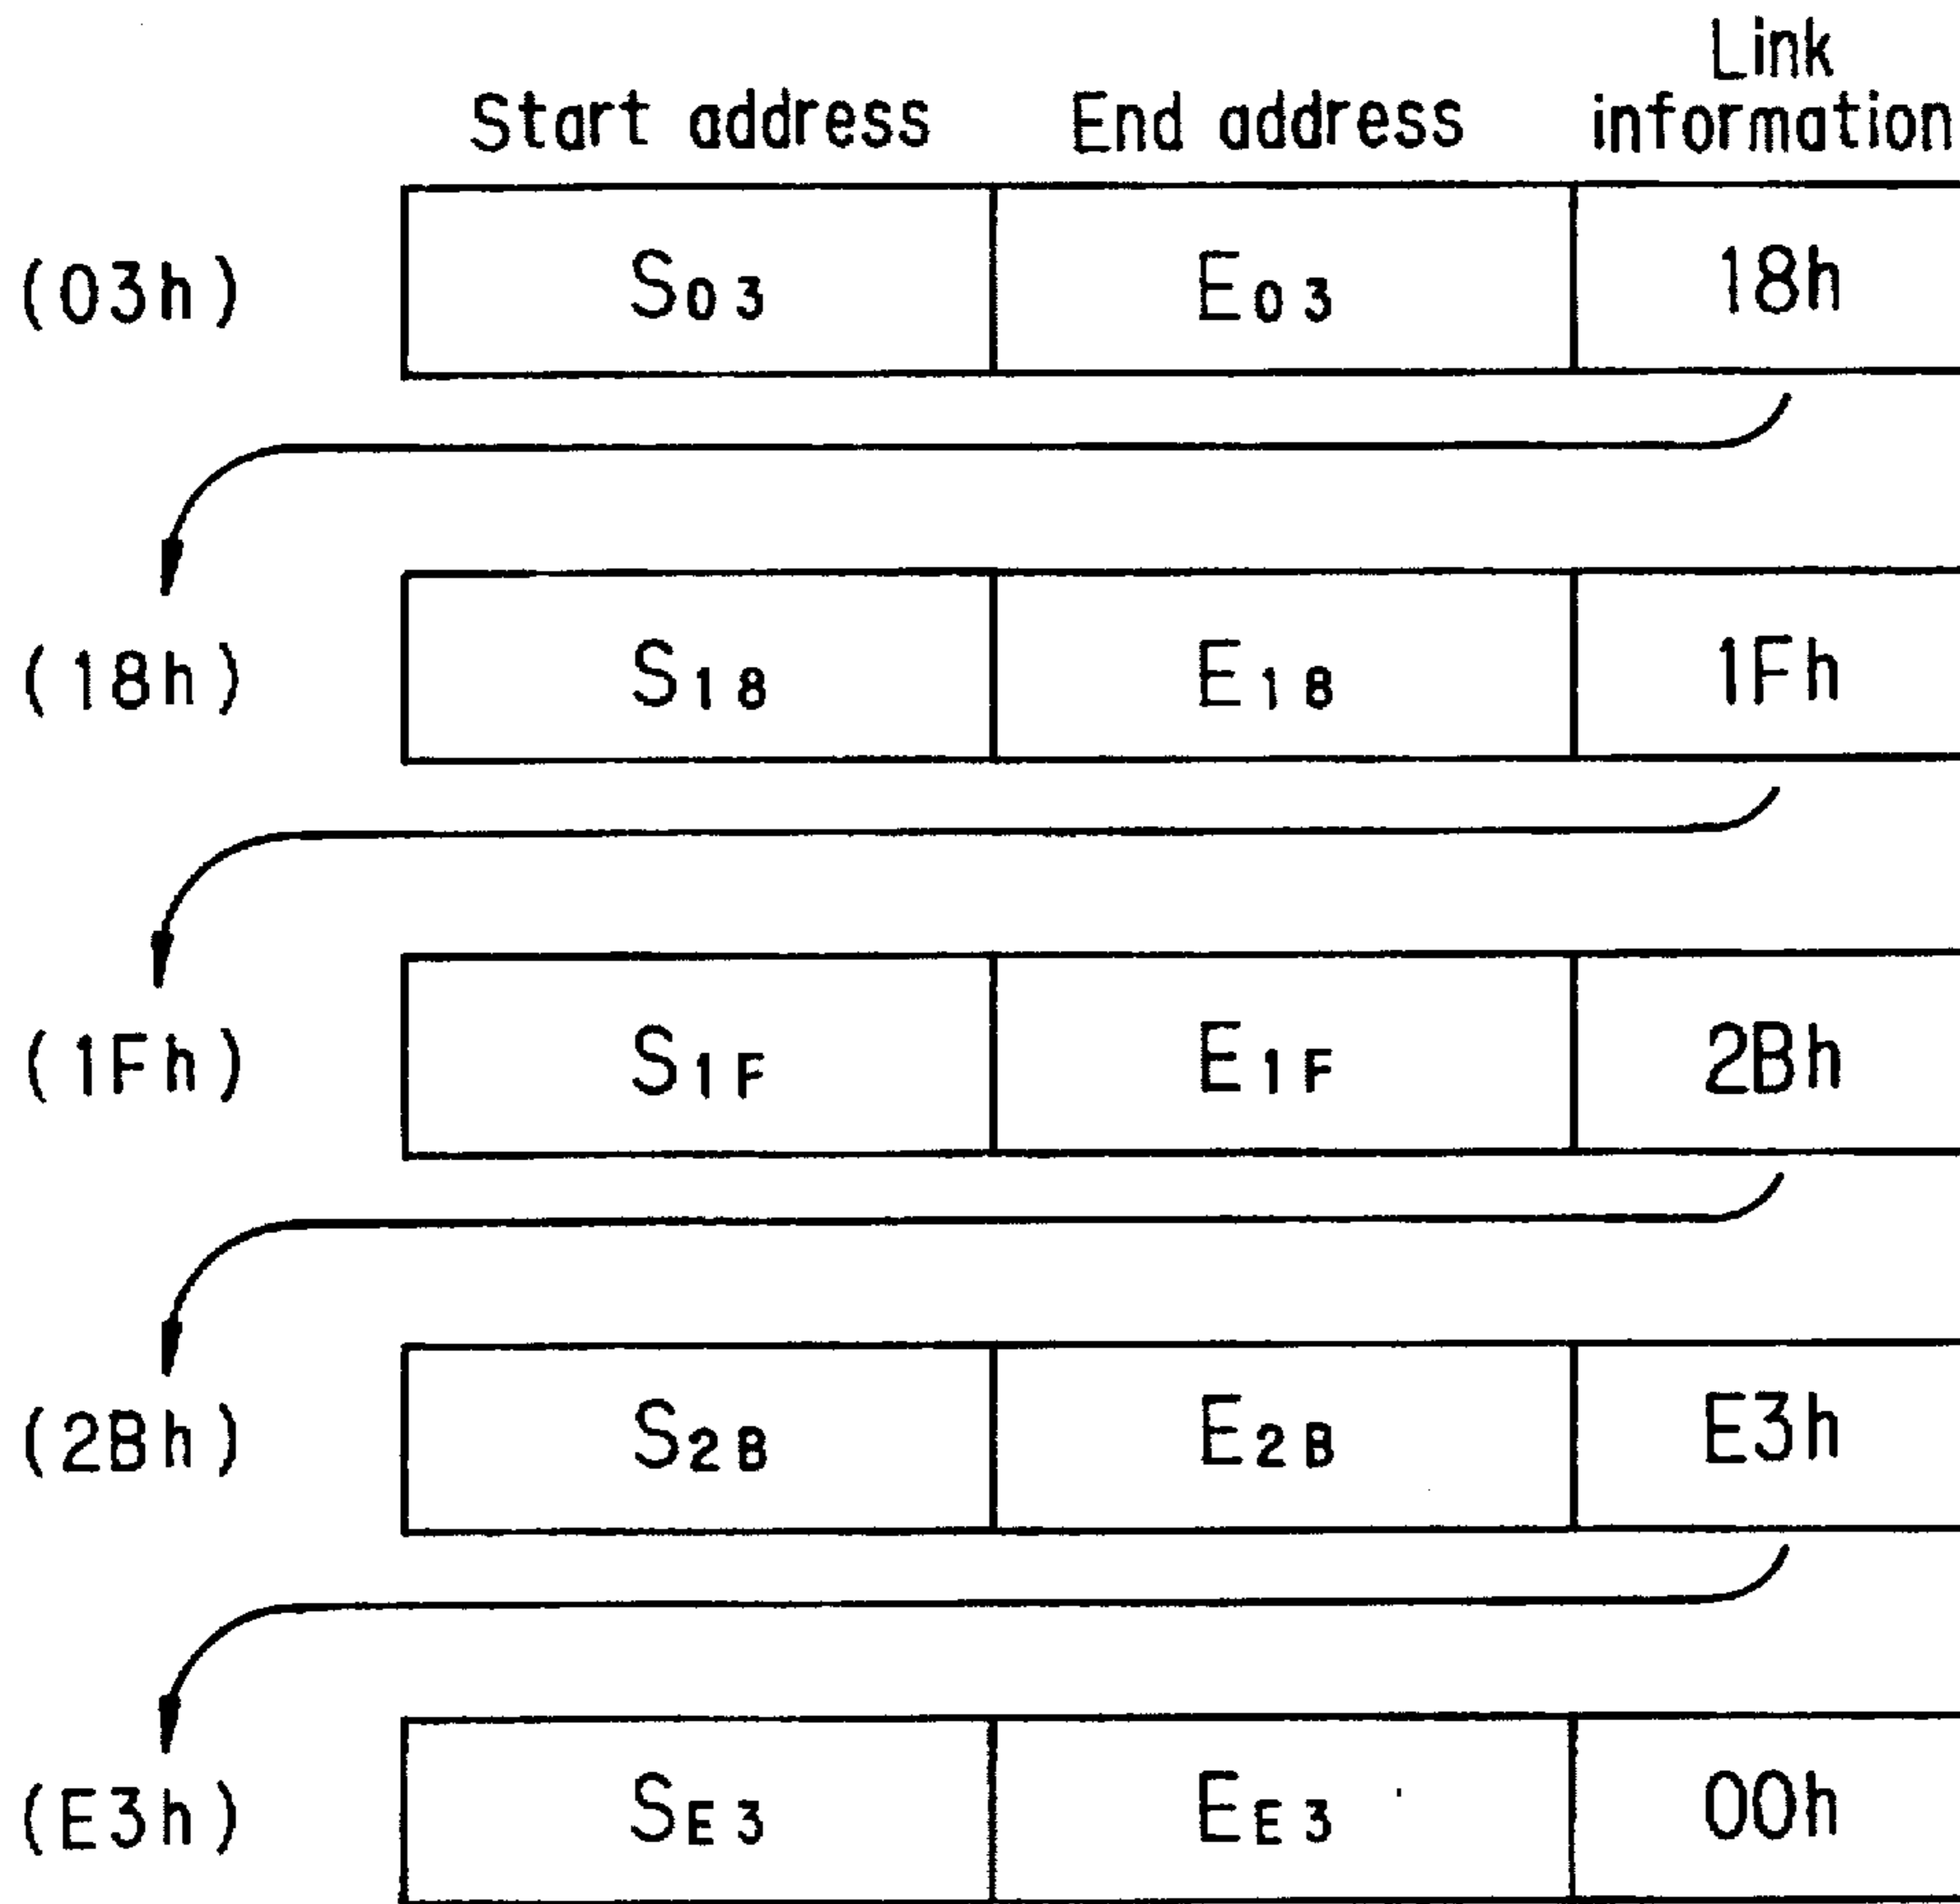 Link
Start address End address information
(03h) S03 E03 18h
(18h) S18 E18 1Fh
(1Fh) S1F E1F 2Bh
(2Bh) S2B E2B E3h
(E3h) SE3 EE3 00h